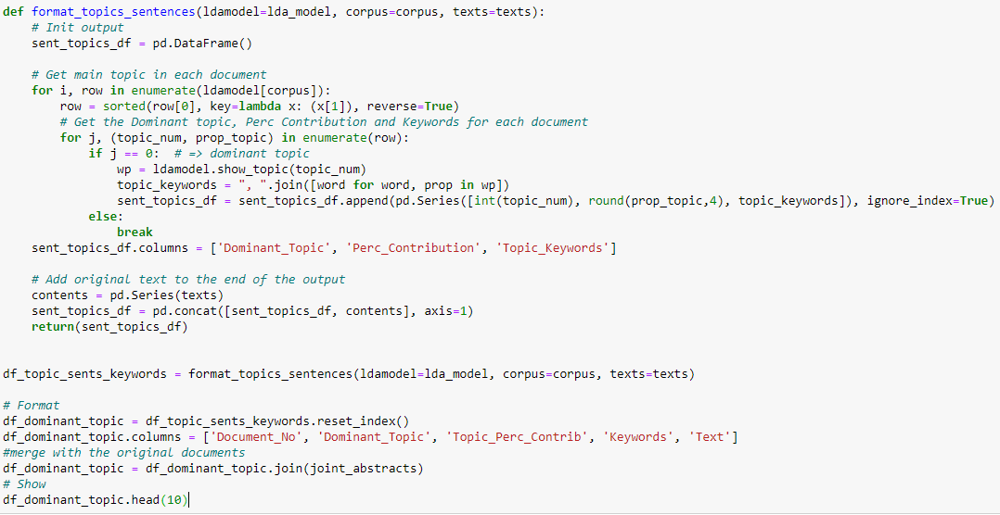 def format_topics_sentences(ldamodel=lda_model, corpus=corpus, texts=texts):
    # Init output
    sent_topics_df = pd.DataFrame()

    # Get main topic in each document
    for i, row in enumerate(ldamodel[corpus]):
        row = sorted(row[0], key=lambda x: (x[1]), reverse=True)
        # Get the Dominant topic, Perc Contribution and Keywords for each document
        for j, (topic_num, prop_topic) in enumerate(row):
            if j == 0:  # => dominant topic
                wp = ldamodel.show_topic(topic_num)
                topic_keywords = ", ".join([word for word, prop in wp])
                sent_topics_df = sent_topics_df.append(pd.Series([int(topic_num), round(prop_topic,4), topic_keywords]), ignore_index=True)
            else:
                break
    sent_topics_df.columns = ['Dominant_Topic', 'Perc_Contribution', 'Topic_Keywords']

    # Add original text to the end of the output
    contents = pd.Series(texts)
    sent_topics_df = pd.concat([sent_topics_df, contents], axis=1)
    return(sent_topics_df)


df_topic_sents_keywords = format_topics_sentences(ldamodel=lda_model, corpus=corpus, texts=texts)

# Format
df_dominant_topic = df_topic_sents_keywords.reset_index()
df_dominant_topic.columns = ['Document_No', 'Dominant_Topic', 'Topic_Perc_Contrib', 'Keywords', 'Text']
#merge with the original documents
df_dominant_topic = df_dominant_topic.join(joint_abstracts)
# Show
df_dominant_topic.head(10)